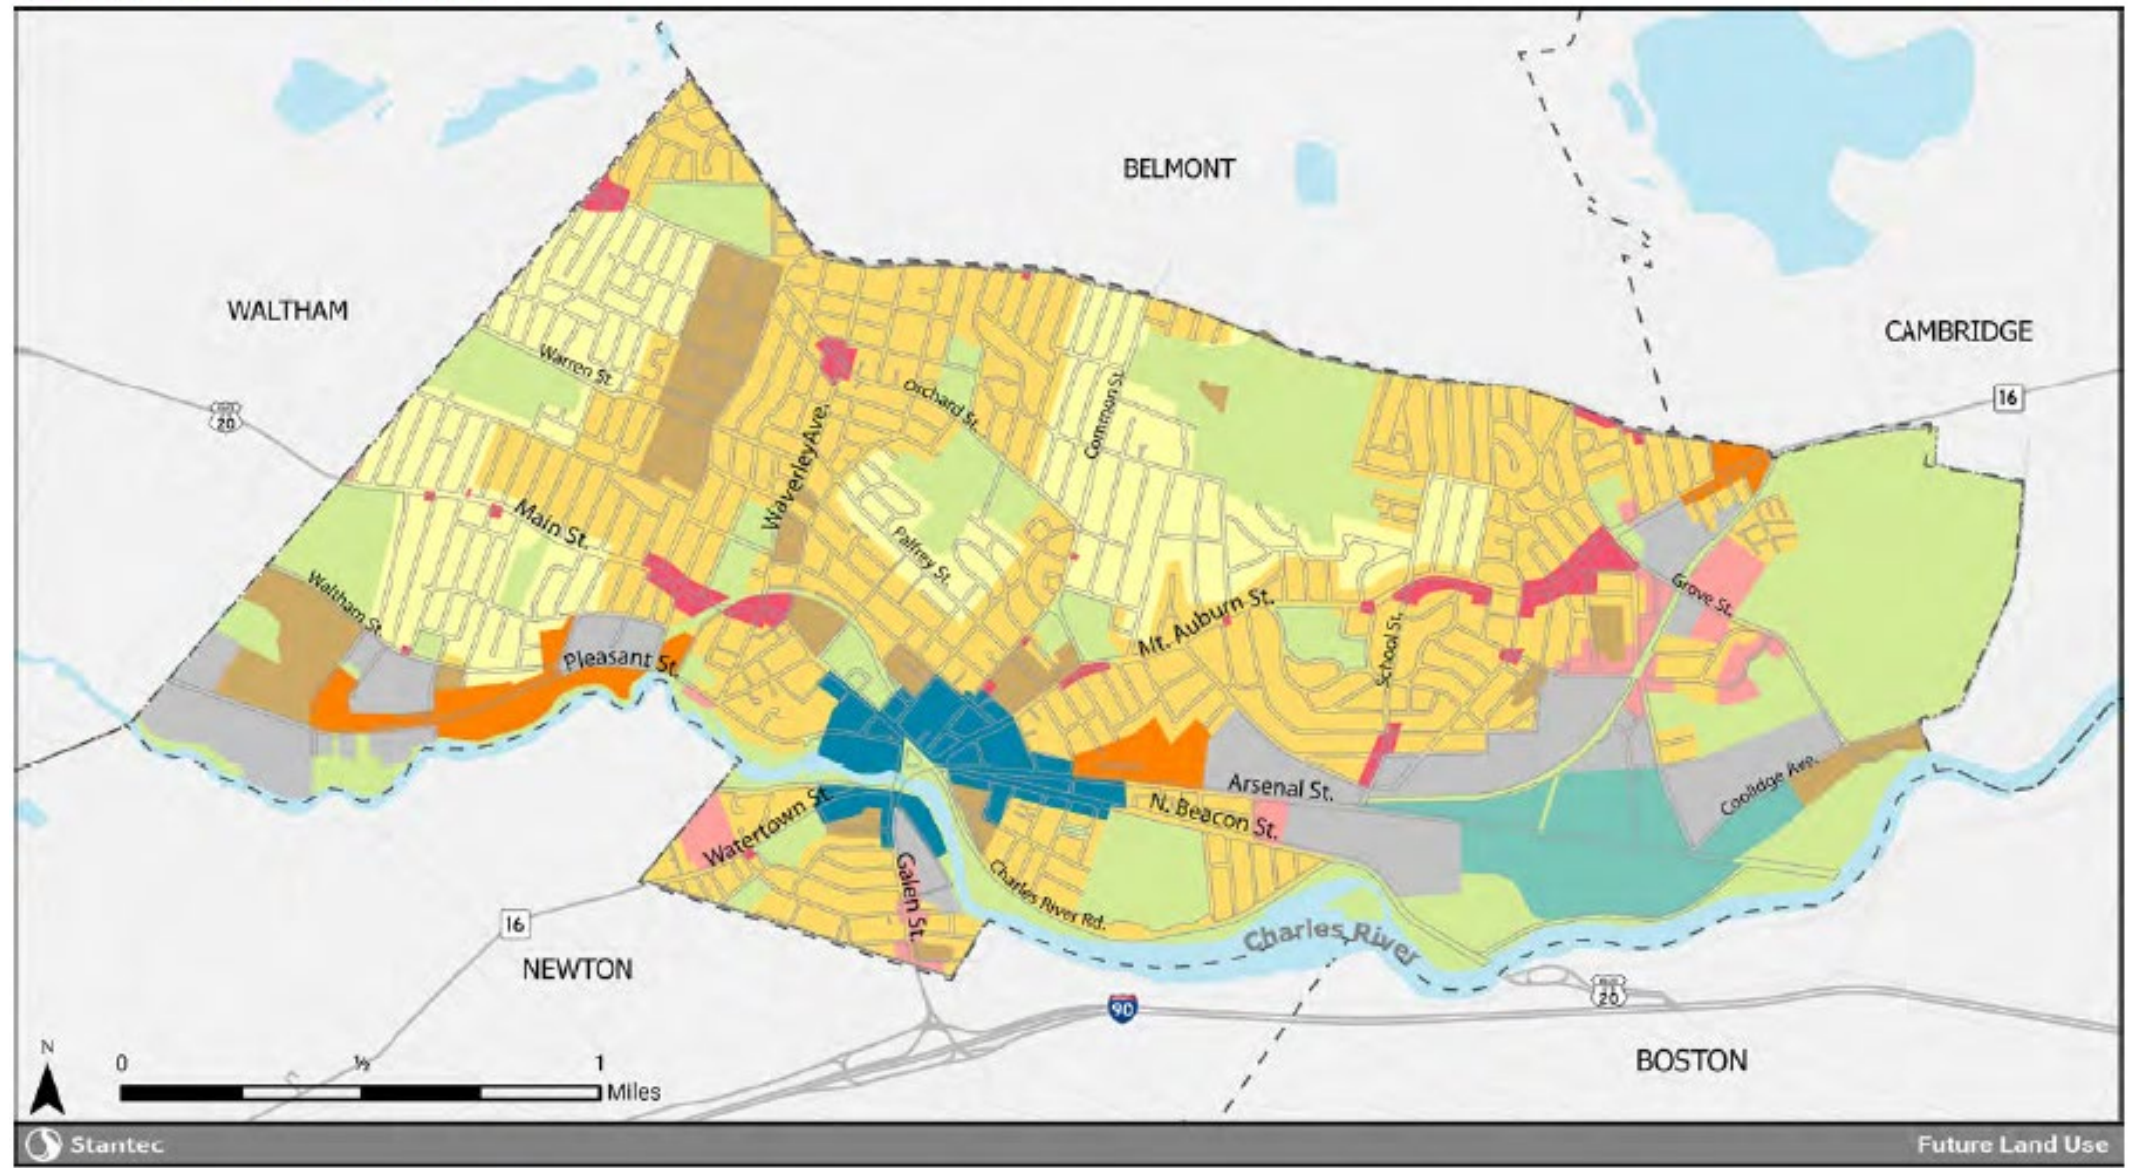 BELMONT
WALTHAM
CAMBRIDGE
20
16
Warren St.
Orchard St.
Common St.
Waverley Ave.
Main St.
Palfrey St.
Waltham St.
Grove St.
Mt. Auburn St.
School St.
Pleasant St.
Arsenal St.
Coolidge Ave.
N. Beacon St.
Watertown St.
Galen St.
Charles River Rd.
Charles River
16
NEWTON
20
90
BOSTON
N
0 ½ 1
Miles
Stantec
Future Land Use